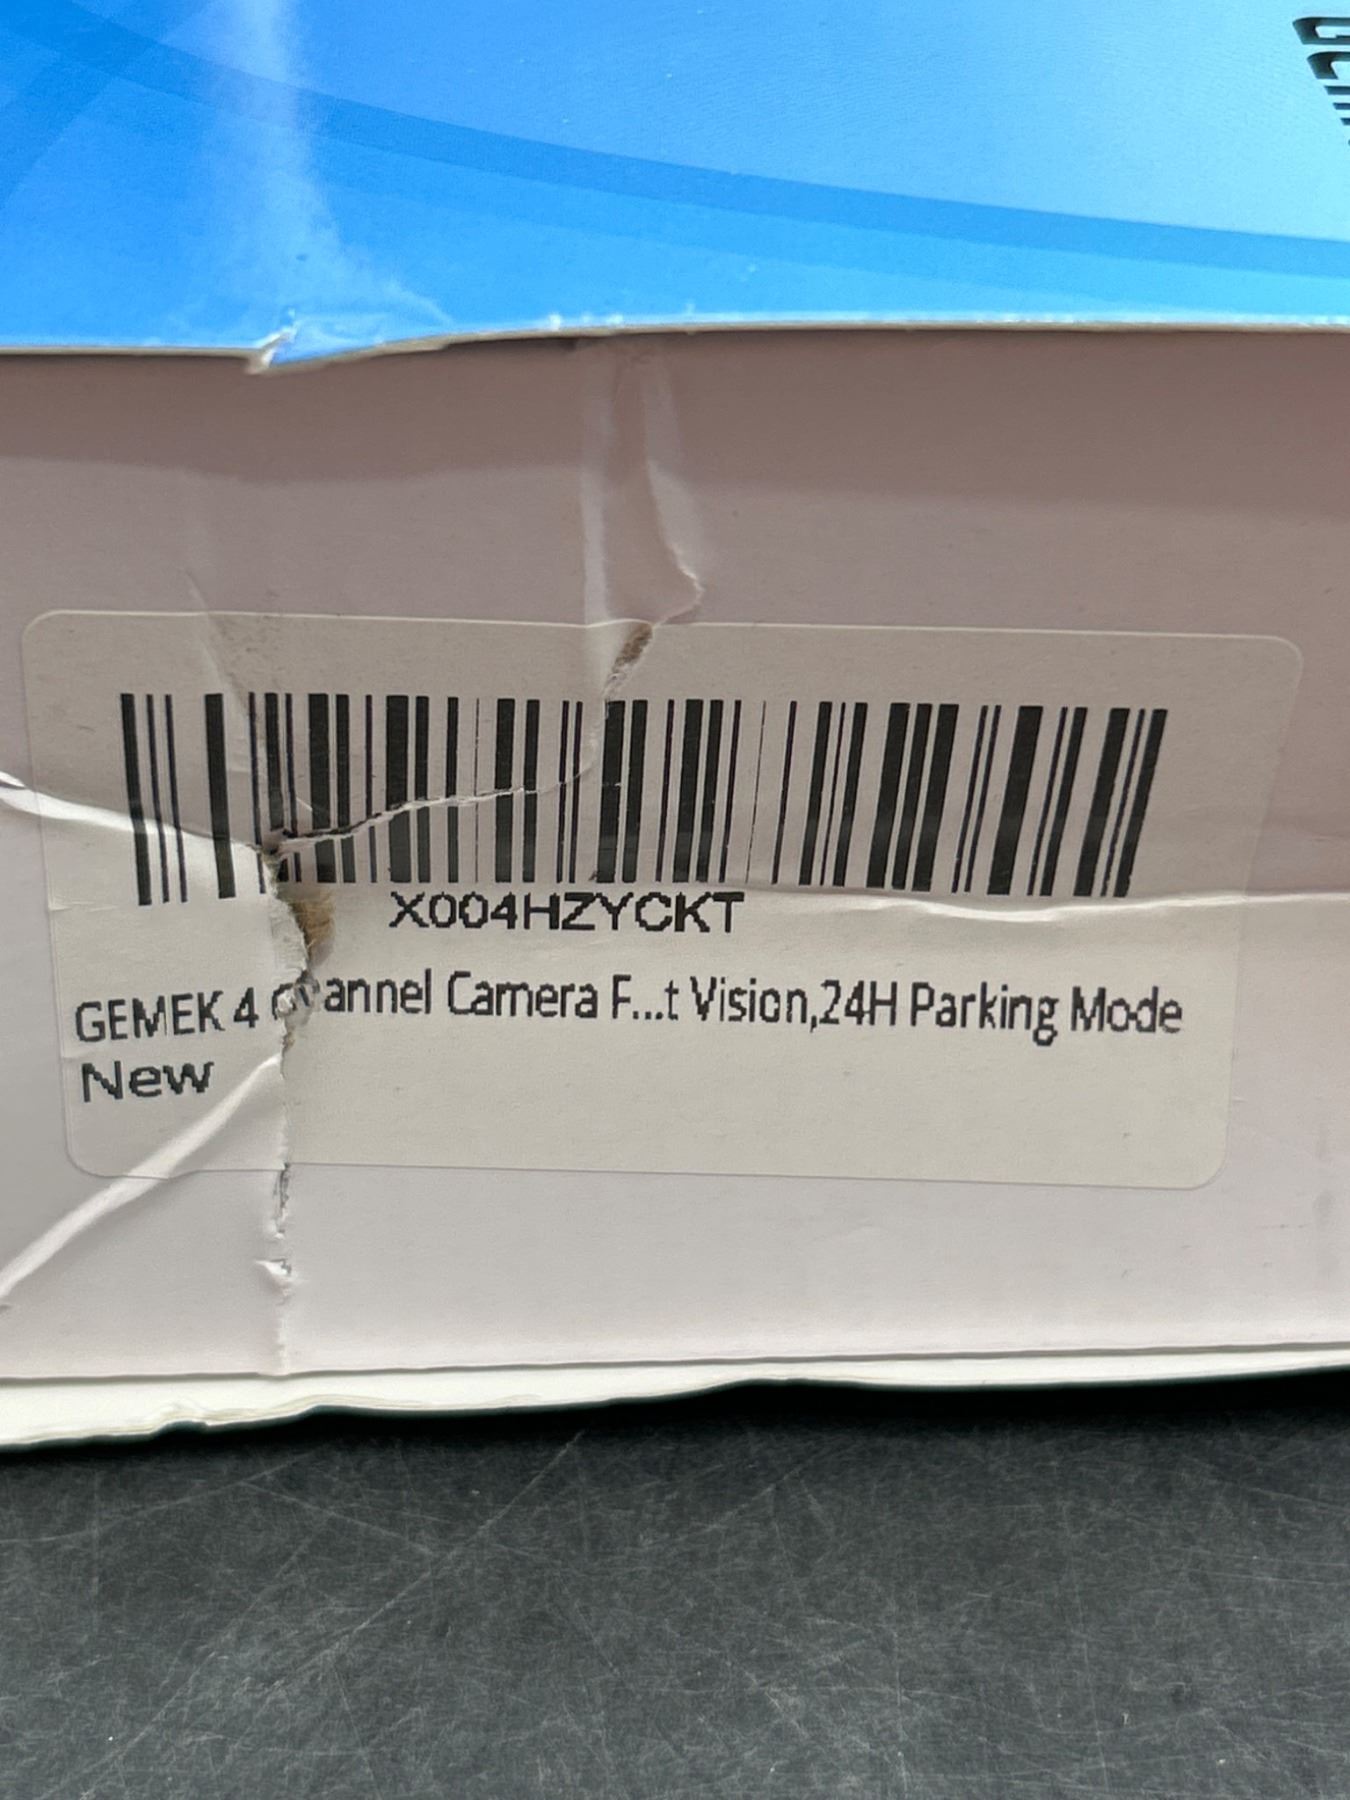 X004HZYCKT
GEMEK 4 Channel Camera F...t Vision,24H Parking Mode
New